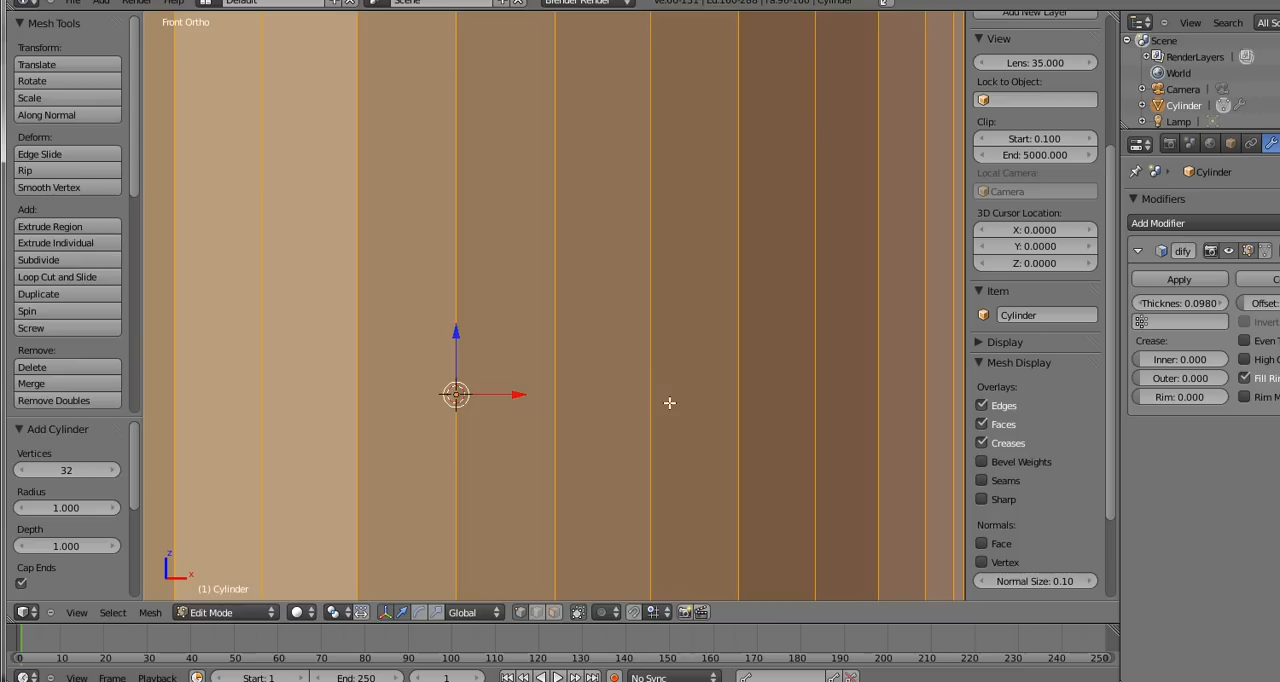 File Add Render Help
Default
Scene
Blender Render
Mesh Tools
Transform:
Translate
Rotate
Scale
Along Normal
Deform:
Edge Slide
Rip
Smooth Vertex
Add:
Extrude Region
Extrude Individual
Subdivide
Loop Cut and Slide
Duplicate
Spin
Screw
Remove:
Delete
Merge
Remove Doubles
Add Cylinder
Vertices
32
Radius
1.000
Depth
1.000
Cap Ends
Front Ortho
z
x
(1) Cylinder
Add New Layer
View
Lens: 35.000
Lock to Object:
Clip:
Start: 0.100
End: 5000.000
Local Camera:
Camera
3D Cursor Location:
X: 0.0000
Y: 0.0000
Z: 0.0000
Item
Cylinder
Display
Mesh Display
Overlays:
Edges
Faces
Creases
Bevel Weights
Seams
Sharp
Normals:
Face
Vertex
Normal Size: 0.10
View Search All Sc
Scene
RenderLayers
World
Camera
Cylinder
Lamp
Cylinder
Modifiers
Add Modifier
dify
Apply
Thicknes: 0.0980 Offset:
Crease:
Inner: 0.000
Outer: 0.000
Rim: 0.000
Invert
Even T
High Q
Fill Rim
Rim M
View Select Mesh Edit Mode Global
0 10 20 30 40 50 60 70 80 90 100 110 120 130 140 150 160 170 180 190 200 210 220 230 240 250
View Frame Playback Start: 1 End: 250 1 No Sync